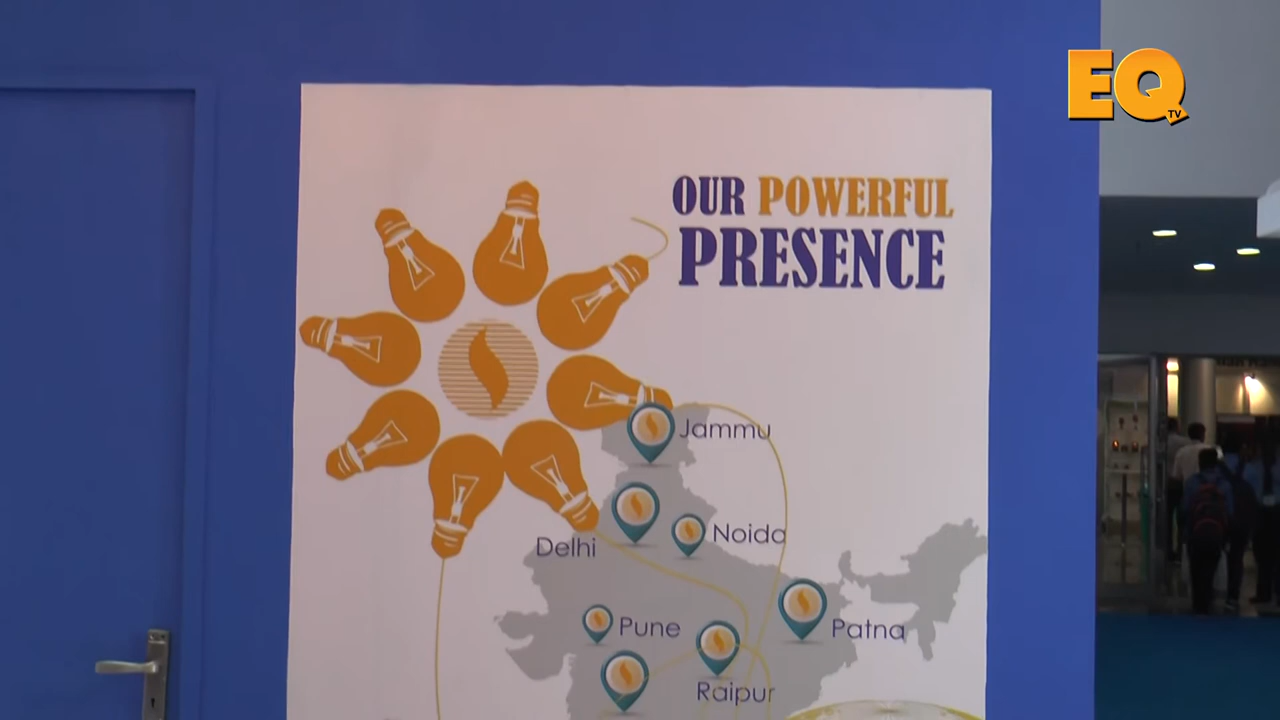 EQ
TV
OUR POWERFUL
PRESENCE
Jammu
Noida
Delhi
Pune
Patna
Raipur